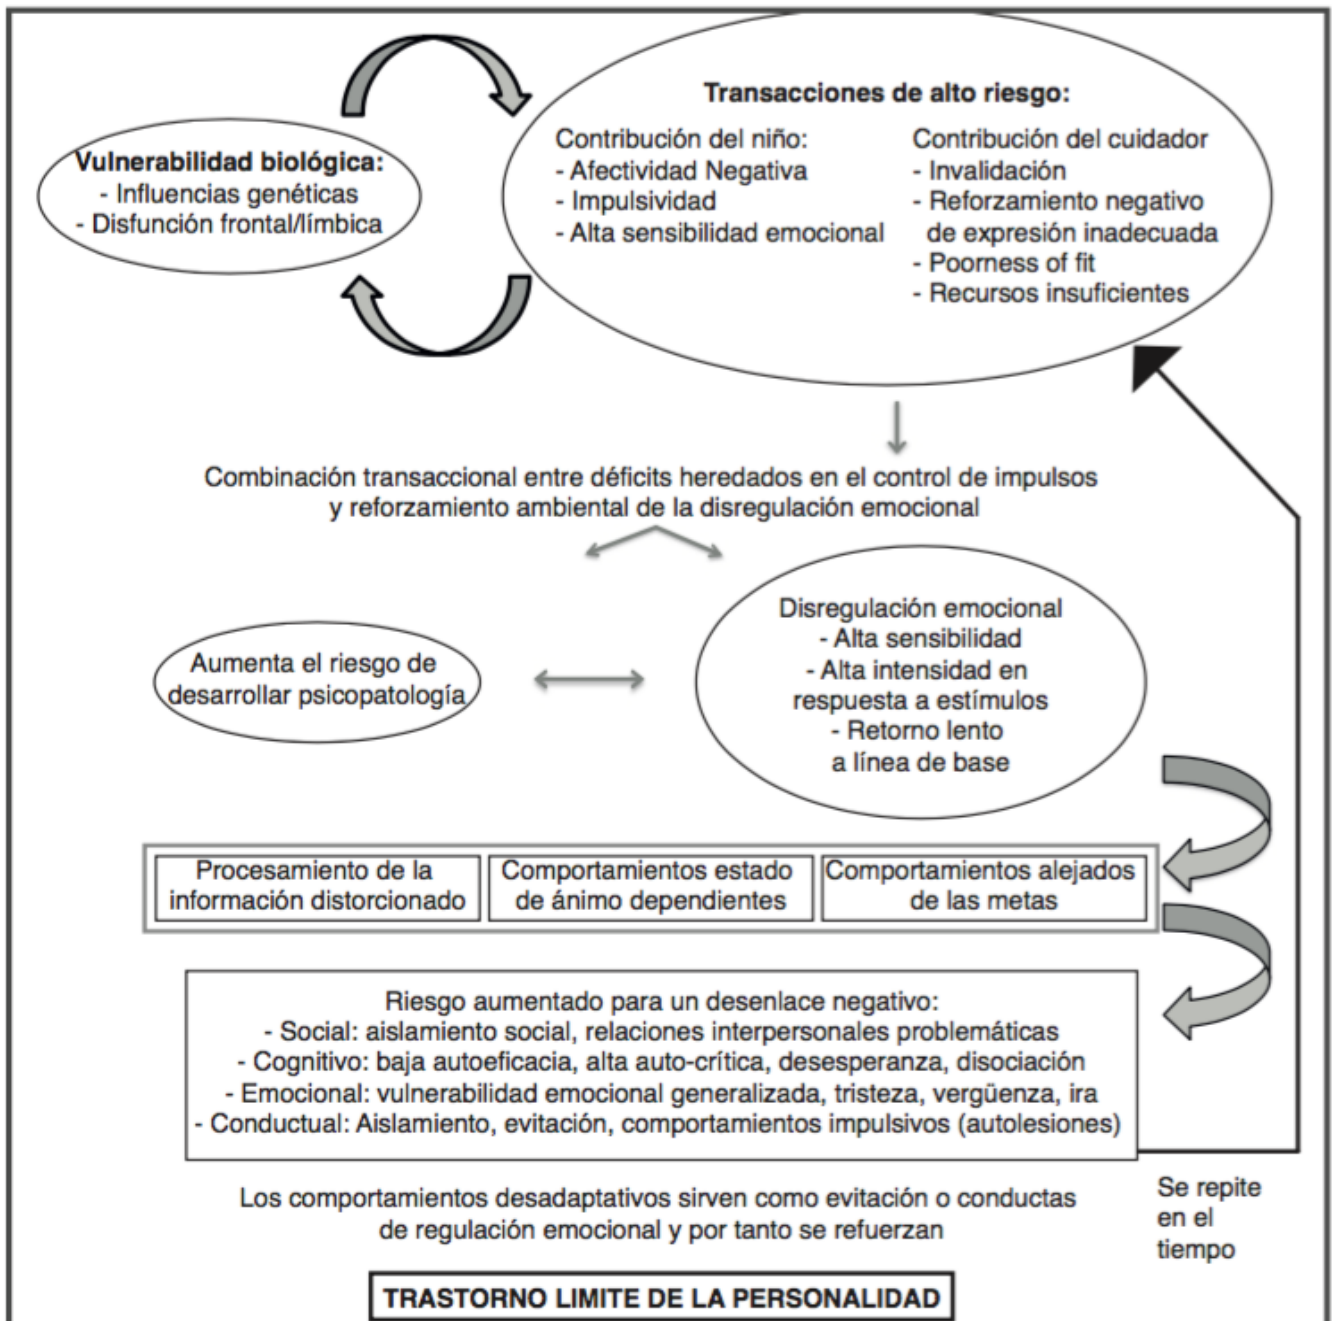 Transacciones de alto riesgo:
Vulnerabilidad biológica:
- Influencias genéticas
- Disfunción frontal/límbica
Contribución del niño:
- Afectividad Negativa
- Impulsividad
- Alta sensibilidad emocional
Contribución del cuidador
- Invalidación
- Reforzamiento negativo
de expresión inadecuada
- Poorness of fit
- Recursos insuficientes
Combinación transaccional entre déficits heredados en el control de impulsos
y reforzamiento ambiental de la disregulación emocional
Aumenta el riesgo de
desarrollar psicopatología
Disregulación emocional
- Alta sensibilidad
- Alta intensidad en
respuesta a estímulos
- Retorno lento
a línea de base
Procesamiento de la
información distorcionado
Comportamientos estado
de ánimo dependientes
Comportamientos alejados
de las metas
Riesgo aumentado para un desenlace negativo:
- Social: aislamiento social, relaciones interpersonales problemáticas
- Cognitivo: baja autoeficacia, alta auto-crítica, desesperanza, disociación
- Emocional: vulnerabilidad emocional generalizada, tristeza, vergüenza, ira
- Conductual: Aislamiento, evitación, comportamientos impulsivos (autolesiones)
Los comportamientos desadaptativos sirven como evitación o conductas
de regulación emocional y por tanto se refuerzan
Se repite
en el
tiempo
TRASTORNO LIMITE DE LA PERSONALIDAD